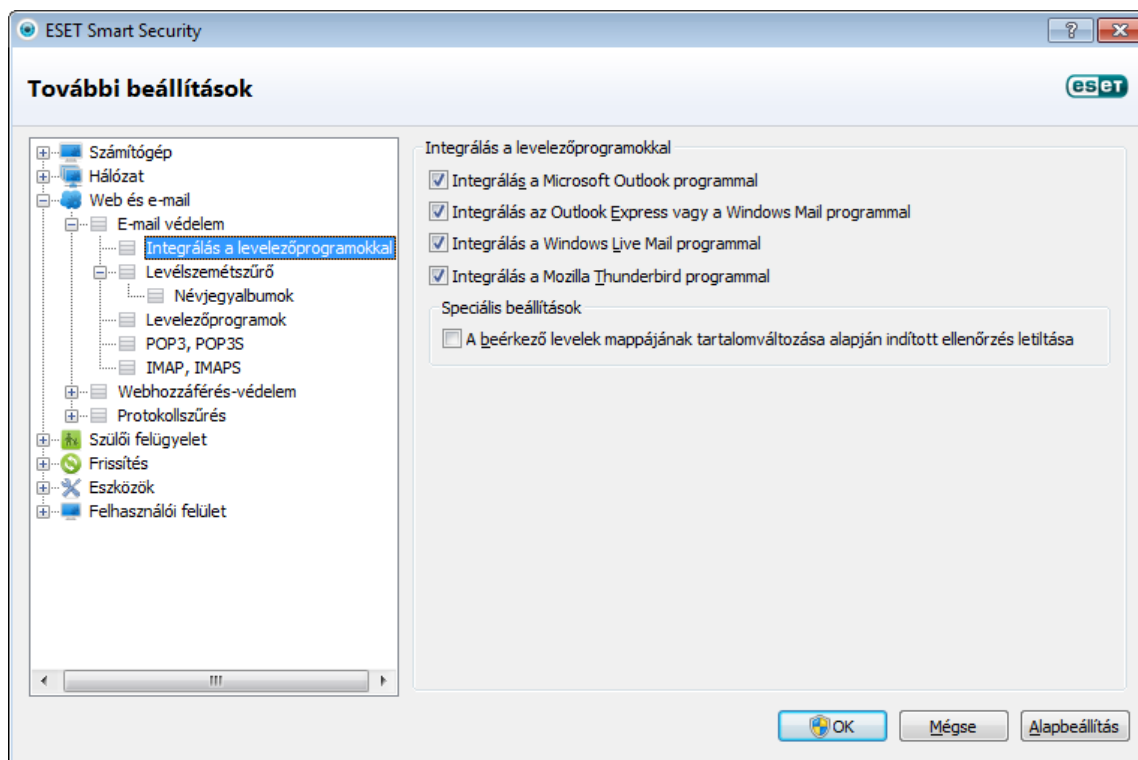 ESET Smart Security
További beállítások
eset
Számítógép
Hálózat
Web és e-mail
E-mail védelem
Integrálás a levelezőprogramokkal
Levélszemétszűrő
Névjegyalbumok
Levelezőprogramok
POP3, POP3S
IMAP, IMAPS
Webhozzáférés-védelem
Protokollszűrés
Szülői felügyelet
Frissítés
Eszközök
Felhasználói felület
Integrálás a levelezőprogramokkal
Integrálás a Microsoft Outlook programmal
Integrálás az Outlook Express vagy a Windows Mail programmal
Integrálás a Windows Live Mail programmal
Integrálás a Mozilla Thunderbird programmal
Speciális beállítások
A beérkező levelek mappájának tartalomváltozása alapján indított ellenőrzés letiltása
OK
Mégse
Alapbeállítás